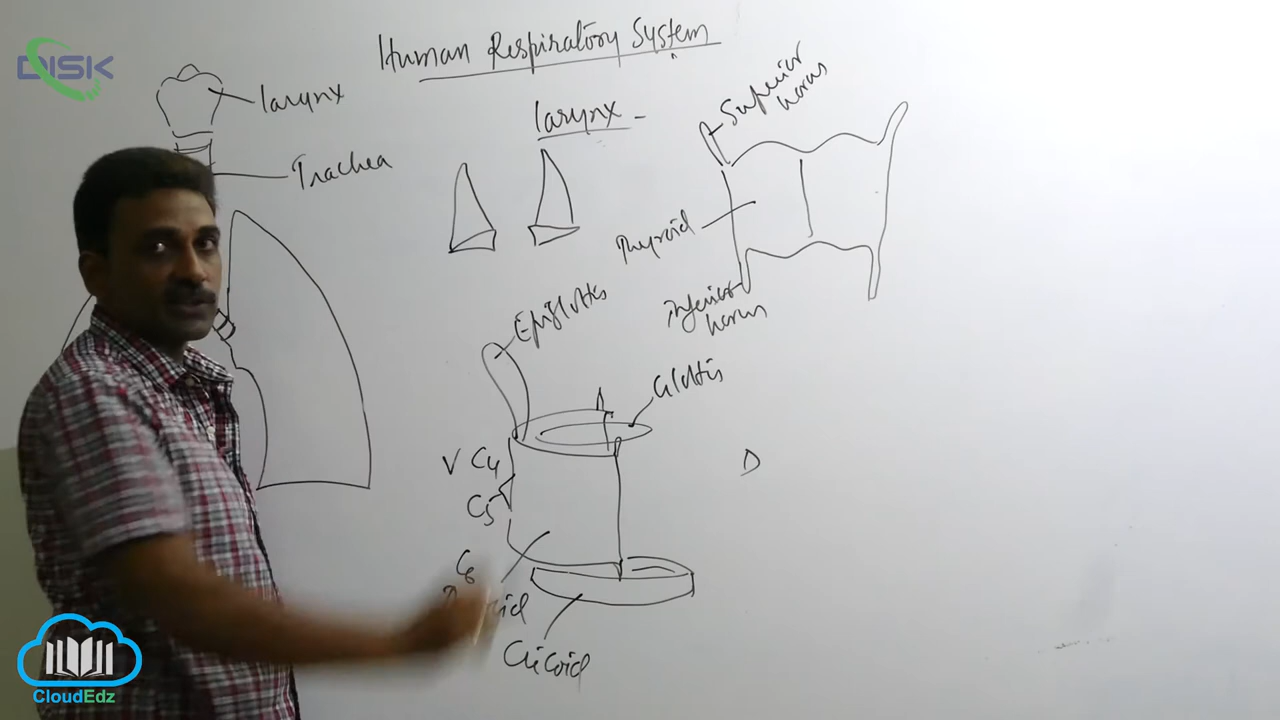 DISK
Human Respiratory System
larynx
Trachea
larynx -
Superior
horns
Thyroid
inferior
horns
Epiglottis
Glottis
V C4
C5
C6
D
Cricoid
CloudEdz